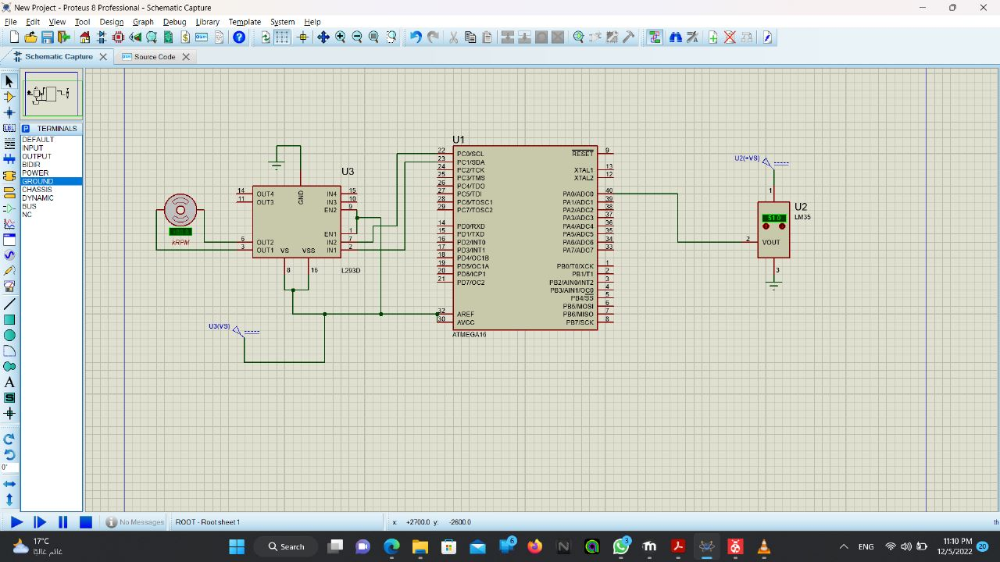 New Project - Proteus 8 Professional - Schematic Capture
File Edit View Tool Design Graph Debug Library Template System Help
Schematic Capture
Source Code
P TERMINALS
DEFAULT
INPUT
OUTPUT
BIDIR
POWER
GROUND
CHASSIS
DYNAMIC
BUS
NC
LBL
A
S
0°
kRPM
U3
GND
14 OUT4 IN4 15
11 OUT3 IN3 10
EN2 9
EN1 1
6 OUT2 IN2 7
3 OUT1 VS VSS IN1 2
8 16
L293D
U3(VS)
U1
22 PC0/SCL RESET 9
23 PC1/SDA
24 PC2/TCK XTAL1 13
25 PC3/TMS XTAL2 12
26 PC4/TDO
27 PC5/TDI PA0/ADC0 40
28 PC6/TOSC1 PA1/ADC1 39
29 PC7/TOSC2 PA2/ADC2 38
PA3/ADC3 37
14 PD0/RXD PA4/ADC4 36
15 PD1/TXD PA5/ADC5 35
16 PD2/INT0 PA6/ADC6 34
17 PD3/INT1 PA7/ADC7 33
18 PD4/OC1B
19 PD5/OC1A PB0/T0/XCK 1
20 PD6/ICP1 PB1/T1 2
21 PD7/OC2 PB2/AIN0/INT2 3
PB3/AIN1/OC0 4
PB4/SS 5
PB5/MOSI 6
32 AREF PB6/MISO 7
30 AVCC PB7/SCK 8
ATMEGA16
U2(+VS)
1
U2
LM35
51.0
2 VOUT
3
No Messages
ROOT - Root sheet 1
x: +2700.0 y: -2600.0
th
17°C
غائم غالبًا
Search
6
3
ENG
11:10 PM
12/5/2022
20